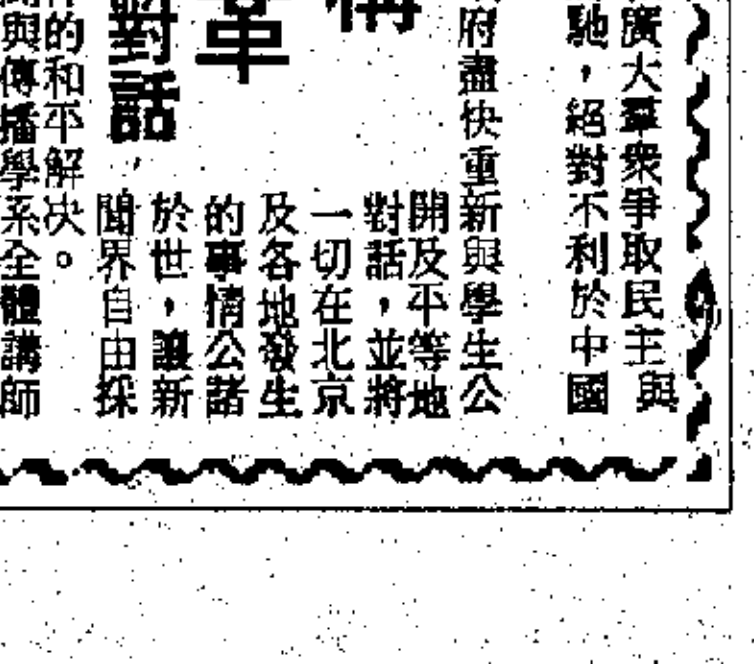 廣大羣衆爭取民主與
馳，絕對不利於中國
府盡快重新與學生公
開及平等地
對話，並將
一切在北京
及各地發生
的事情公諸
於世，讓新
聞界自由採
革
對話
的和平解决。
與傳播學系全體講師